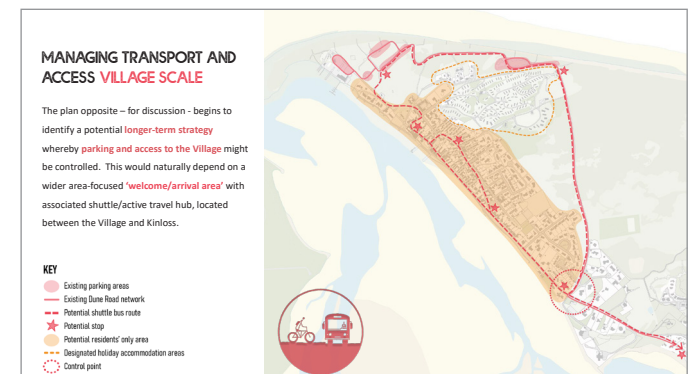 MANAGING TRANSPORT AND
ACCESS VILLAGE SCALE
The plan opposite – for discussion - begins to
identify a potential longer-term strategy
whereby parking and access to the Village might
be controlled.  This would naturally depend on a
wider area-focused ‘welcome/arrival area’ with
associated shuttle/active travel hub, located
between the Village and Kinloss.
KEY
Existing parking areas
Existing Dune Road network
Potential shuttle bus route
Potential stop
Potential residents' only area
Designated holiday accommodation areas
Control point